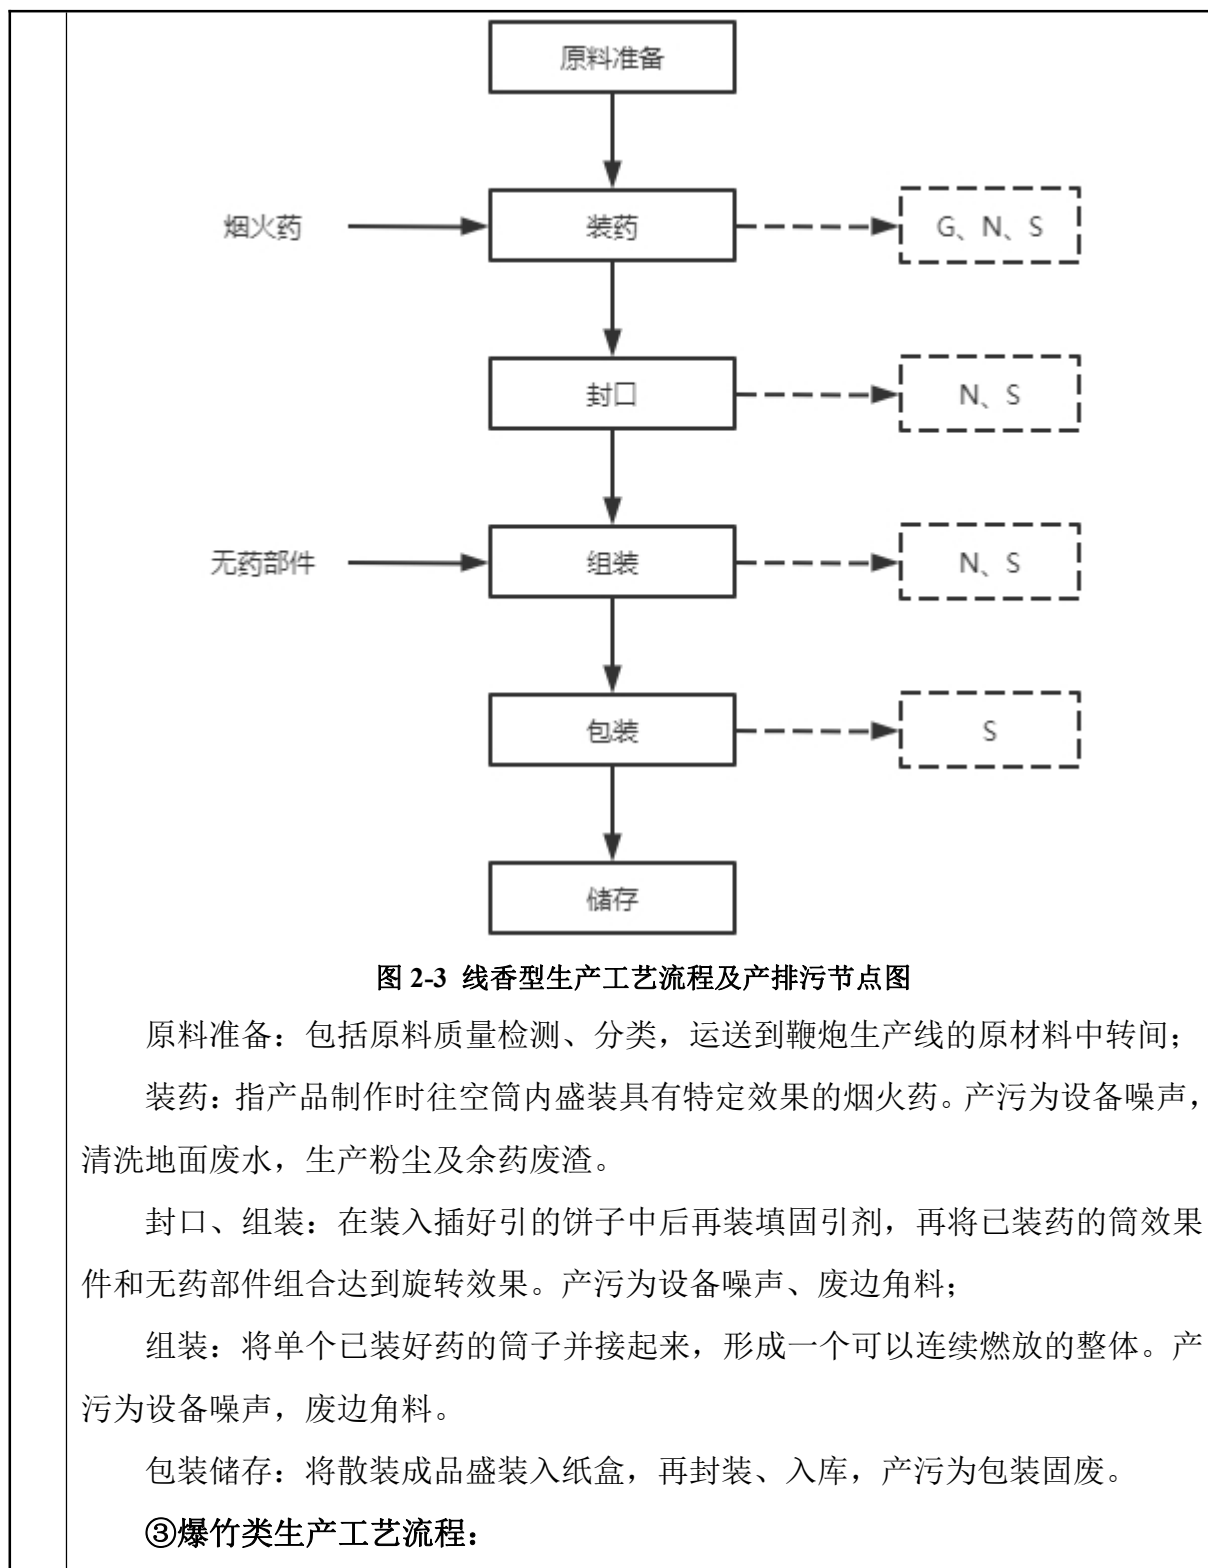 原料准备
烟火药
装药
G、N、S
封口
N、S
无药部件
组装
N、S
包装
S
储存
图 2-3 线香型生产工艺流程及产排污节点图
原料准备：包括原料质量检测、分类，运送到鞭炮生产线的原材料中转间；
装药：指产品制作时往空筒内盛装具有特定效果的烟火药。产污为设备噪声，
清洗地面废水，生产粉尘及余药废渣。
封口、组装：在装入插好引的饼子中后再装填固引剂，再将已装药的筒效果
件和无药部件组合达到旋转效果。产污为设备噪声、废边角料；
组装：将单个已装好药的筒子并接起来，形成一个可以连续燃放的整体。产
污为设备噪声，废边角料。
包装储存：将散装成品盛装入纸盒，再封装、入库，产污为包装固废。
③爆竹类生产工艺流程：